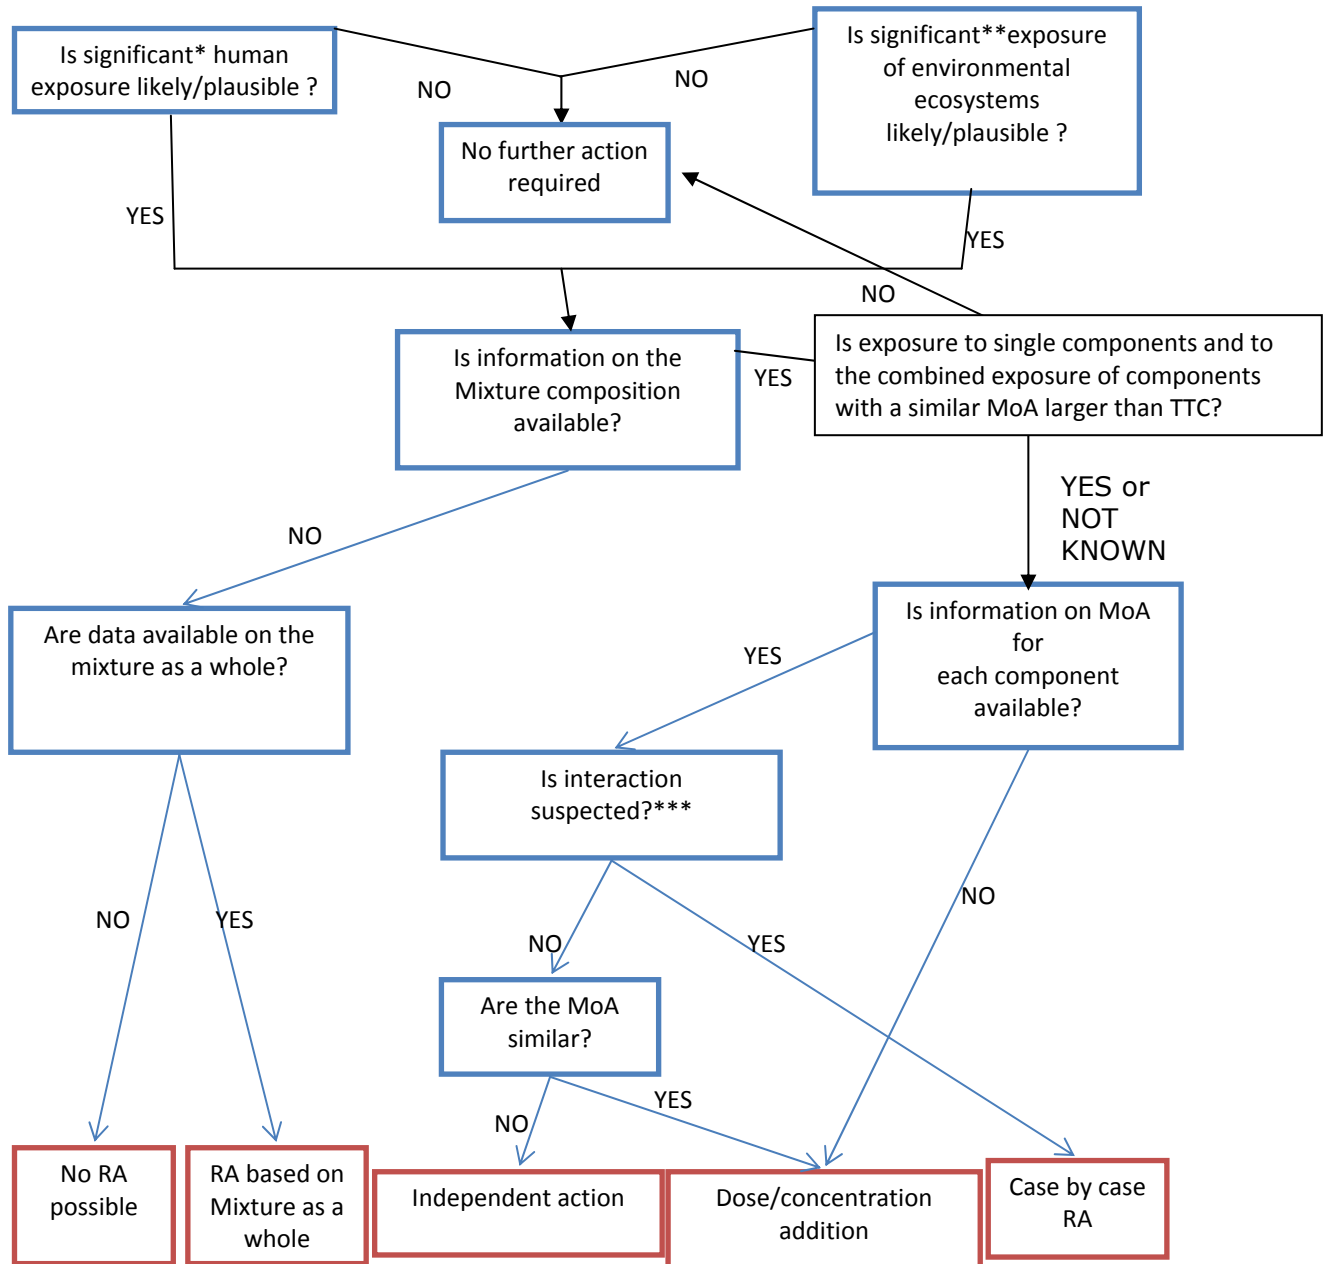 Is significant* human
exposure likely/plausible ?
Is significant**exposure
of environmental
ecosystems
likely/plausible ?
NO
NO
No further action
required
YES
YES
NO
Is information on the
Mixture composition
available?
YES
Is exposure to single components and to
the combined exposure of components
with a similar MoA larger than TTC?
YES or
NOT
KNOWN
NO
Are data available on the
mixture as a whole?
Is information on MoA
for
each component
available?
YES
Is interaction
suspected?***
NO
NO
YES
NO
YES
Are the MoA
similar?
NO
YES
No RA
possible
RA based on
Mixture as a
whole
Independent action
Dose/concentration
addition
Case by case
RA